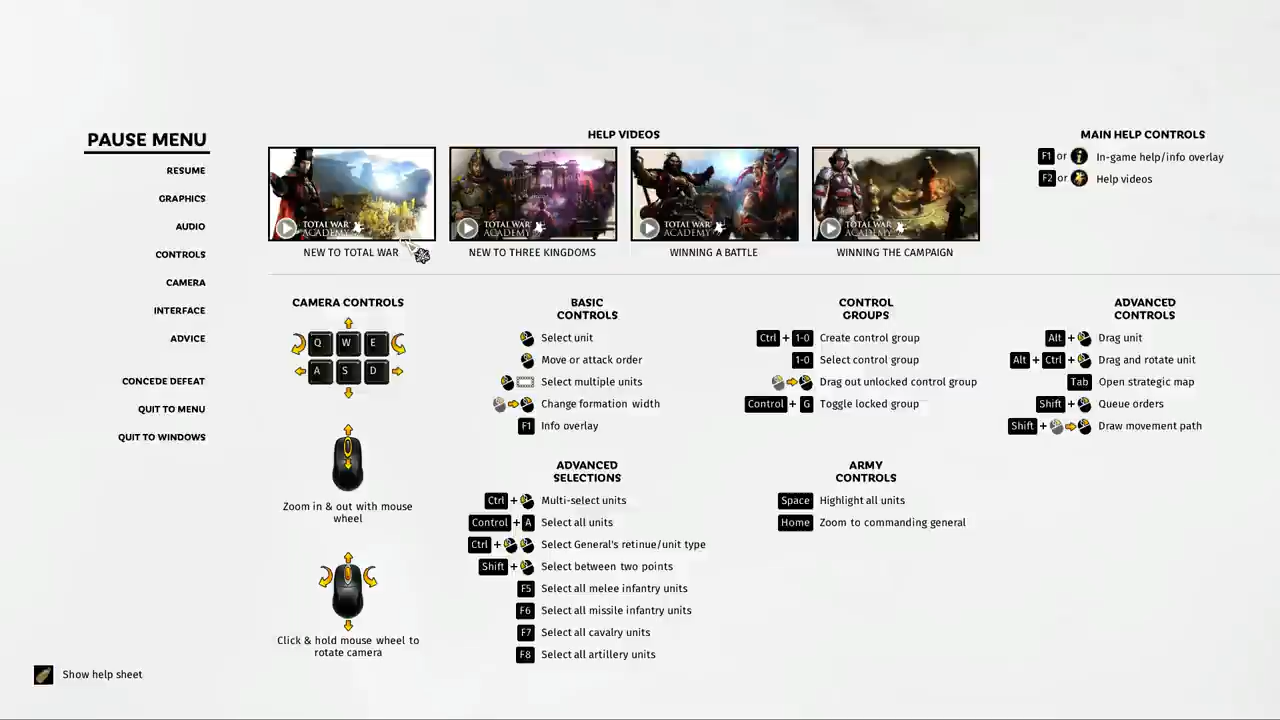 PAUSE MENU
RESUME
GRAPHICS
AUDIO
CONTROLS
CAMERA
INTERFACE
ADVICE
CONCEDE DEFEAT
QUIT TO MENU
QUIT TO WINDOWS
Show help sheet
HELP VIDEOS
TOTAL WAR
ACADEMY
NEW TO TOTAL WAR
TOTAL WAR
ACADEMY
NEW TO THREE KINGDOMS
TOTAL WAR
ACADEMY
WINNING A BATTLE
TOTAL WAR
ACADEMY
WINNING THE CAMPAIGN
MAIN HELP CONTROLS
F1 or In-game help/info overlay
F2 or Help videos
CAMERA CONTROLS
Q W E
A S D
Zoom in & out with mouse
wheel
Click & hold mouse wheel to
rotate camera
BASIC
CONTROLS
Select unit
Move or attack order
Select multiple units
Change formation width
F1 Info overlay
ADVANCED
SELECTIONS
Ctrl + Multi-select units
Control + A Select all units
Ctrl + Select General's retinue/unit type
Shift + Select between two points
F5 Select all melee infantry units
F6 Select all missile infantry units
F7 Select all cavalry units
F8 Select all artillery units
CONTROL
GROUPS
Ctrl + 1-0 Create control group
1-0 Select control group
Drag out unlocked control group
Control + G Toggle locked group
ARMY
CONTROLS
Space Highlight all units
Home Zoom to commanding general
ADVANCED
CONTROLS
Alt + Drag unit
Alt + Ctrl + Drag and rotate unit
Tab Open strategic map
Shift + Queue orders
Shift + Draw movement path